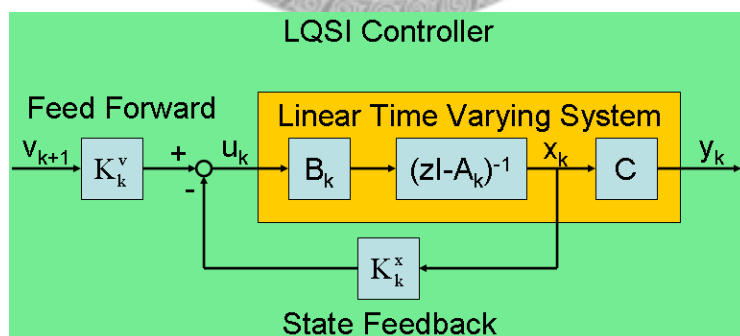 LQSI Controller
Feed Forward
Linear Time Varying System
v_{k+1}
K_k^v
+
-
u_k
B_k
(zI-A_k)^{-1}
x_k
C
y_k
K_k^x
State Feedback